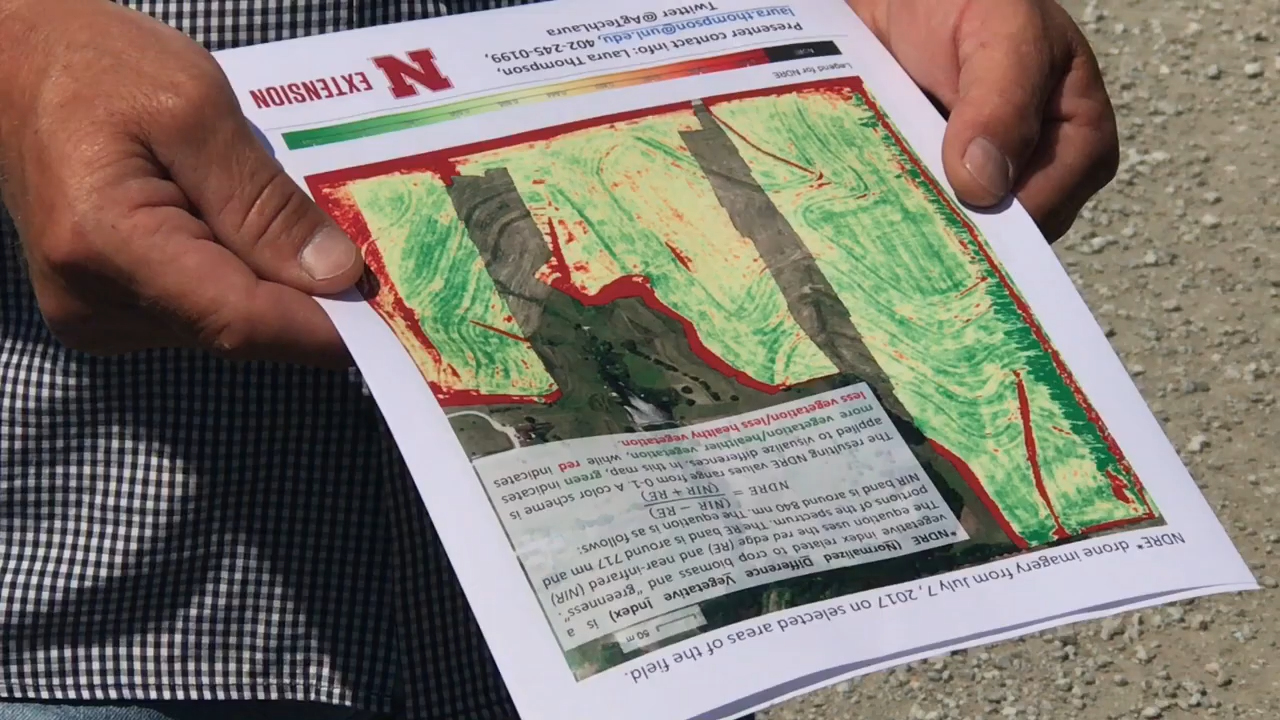 NDRE* drone imagery from July 7, 2017 on selected areas of the field.
50 m
*NDRE (Normalized Difference Vegetative Index) is a
vegetative index related to crop biomass and "greenness".
The equation uses the red edge (RE) and near-infrared (NIR)
portions of the spectrum. The RE band is around 717 nm and
NIR band is around 840 nm. The equation is as follows:
NDRE = (NIR − RE)
(NIR + RE)
The resulting NDRE values range from 0-1. A color scheme is
applied to visualize differences. In this map, green indicates
more vegetation/healthier vegetation, while red indicates
less vegetation/less healthy vegetation.
Legend for NDRE
NDRE
Presenter contact info: Laura Thompson,
laura.thompson@unl.edu, 402-245-0199,
Twitter @AgTechLaura
N
EXTENSION